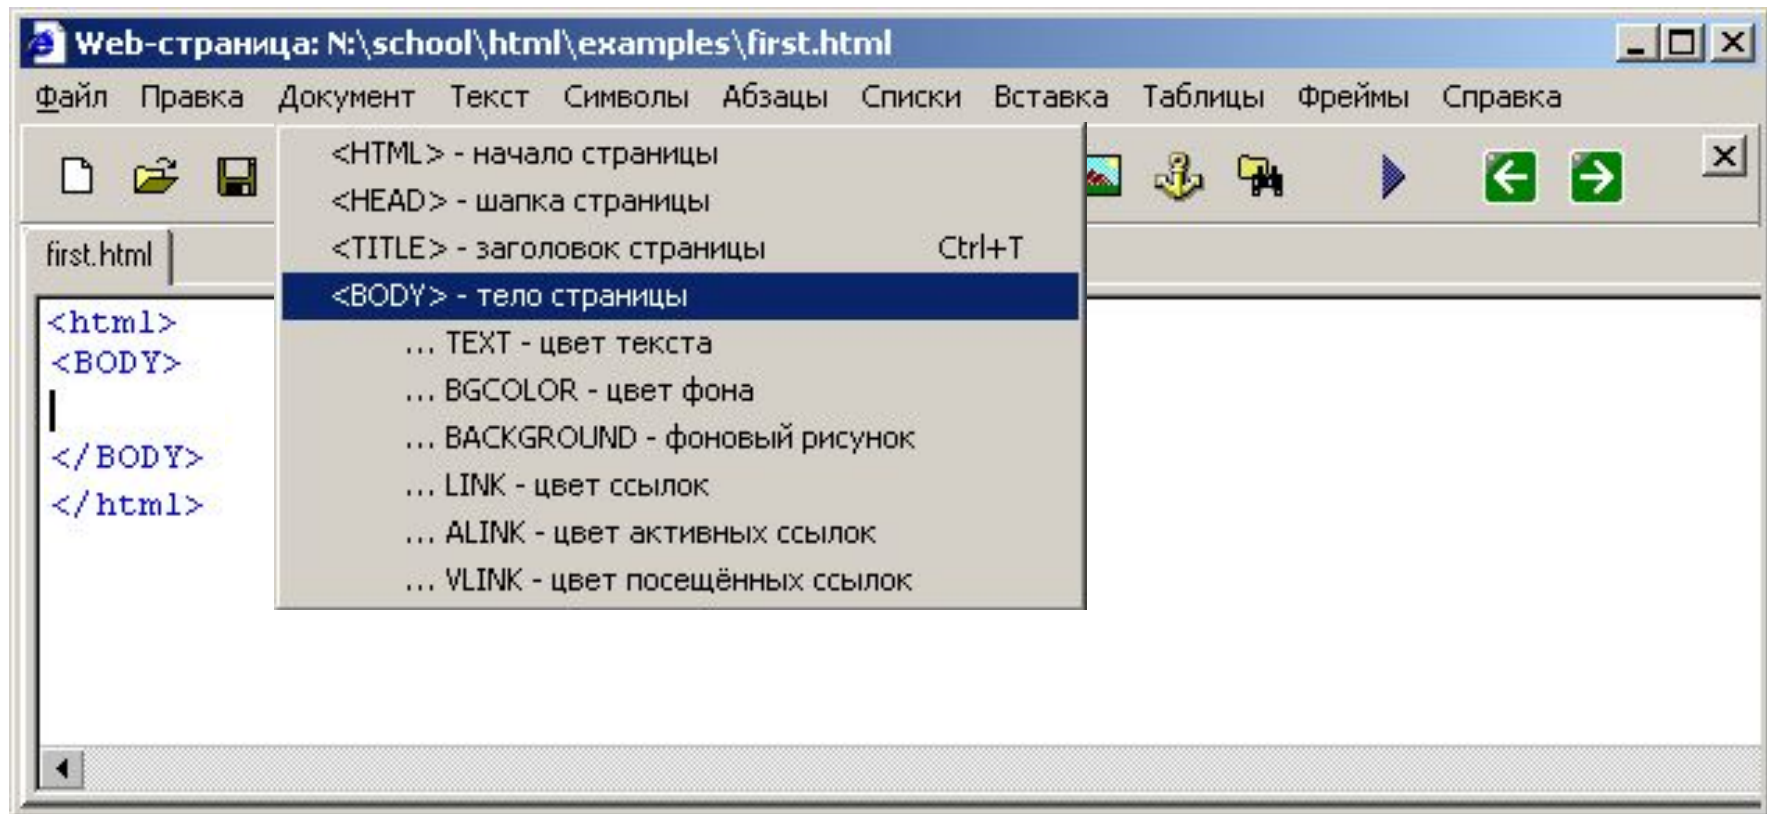 Web-страница: N:\school\html\examples\first.html
Файл Правка Документ Текст Символы Абзацы Списки Вставка Таблицы Фреймы Справка
<HTML> - начало страницы
<HEAD> - шапка страницы
<TITLE> - заголовок страницы Ctrl+T
<BODY> - тело страницы
... TEXT - цвет текста
... BGCOLOR - цвет фона
... BACKGROUND - фоновый рисунок
... LINK - цвет ссылок
... ALINK - цвет активных ссылок
... VLINK - цвет посещённых ссылок
first.html
<html>
<BODY>
</BODY>
</html>